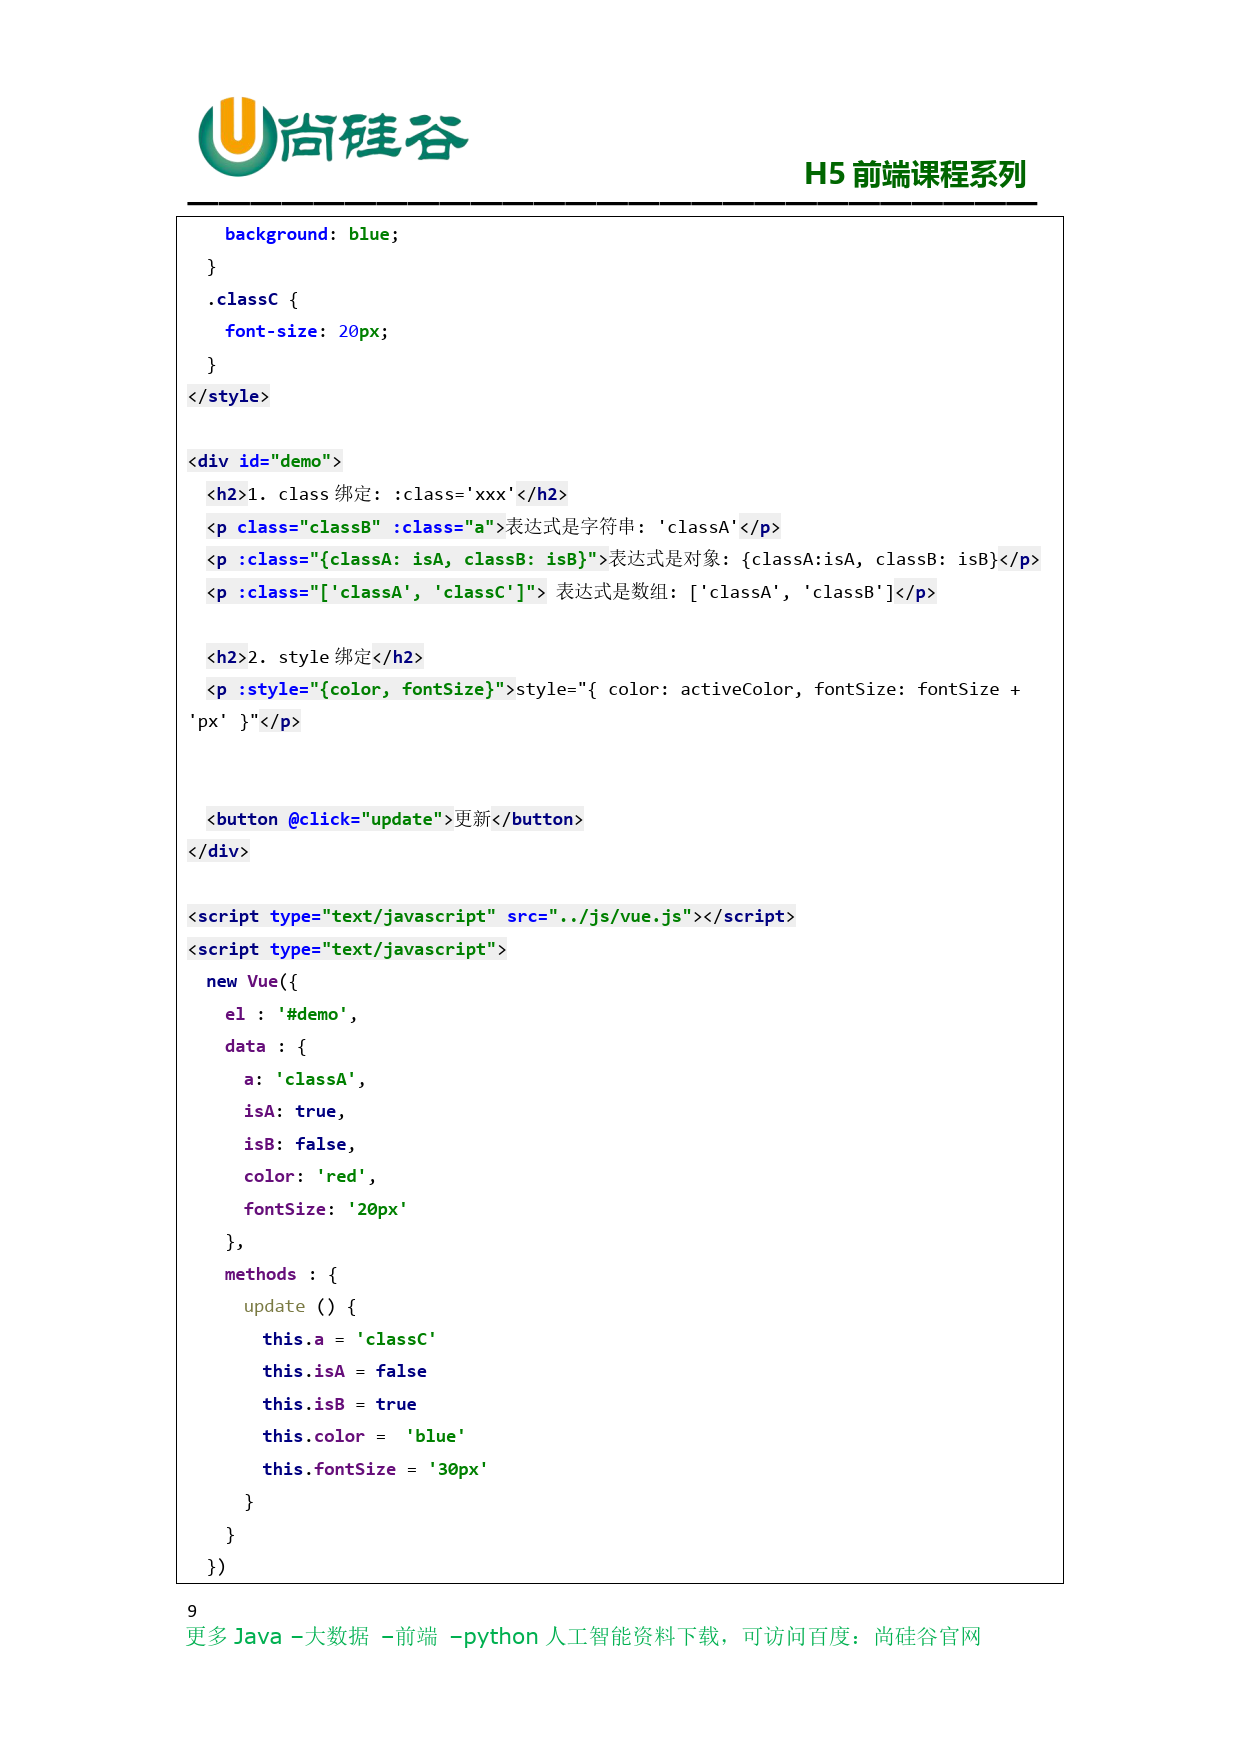 尚硅谷
H5 前端课程系列
background: blue;
}
.classC {
font-size: 20px;
}
</style>
<div id="demo">
<h2>1. class 绑定: :class='xxx'</h2>
<p class="classB" :class="a">表达式是字符串: 'classA'</p>
<p :class="{classA: isA, classB: isB}">表达式是对象: {classA:isA, classB: isB}</p>
<p :class="['classA', 'classC']"> 表达式是数组: ['classA', 'classB']</p>
<h2>2. style 绑定</h2>
<p :style="{color, fontSize}">style="{ color: activeColor, fontSize: fontSize +
'px' }"</p>
<button @click="update">更新</button>
</div>
<script type="text/javascript" src="../js/vue.js"></script>
<script type="text/javascript">
new Vue({
el : '#demo',
data : {
a: 'classA',
isA: true,
isB: false,
color: 'red',
fontSize: '20px'
},
methods : {
update () {
this.a = 'classC'
this.isA = false
this.isB = true
this.color =  'blue'
this.fontSize = '30px'
}
}
})
9
更多 Java –大数据 –前端 –python 人工智能资料下载，可访问百度：尚硅谷官网